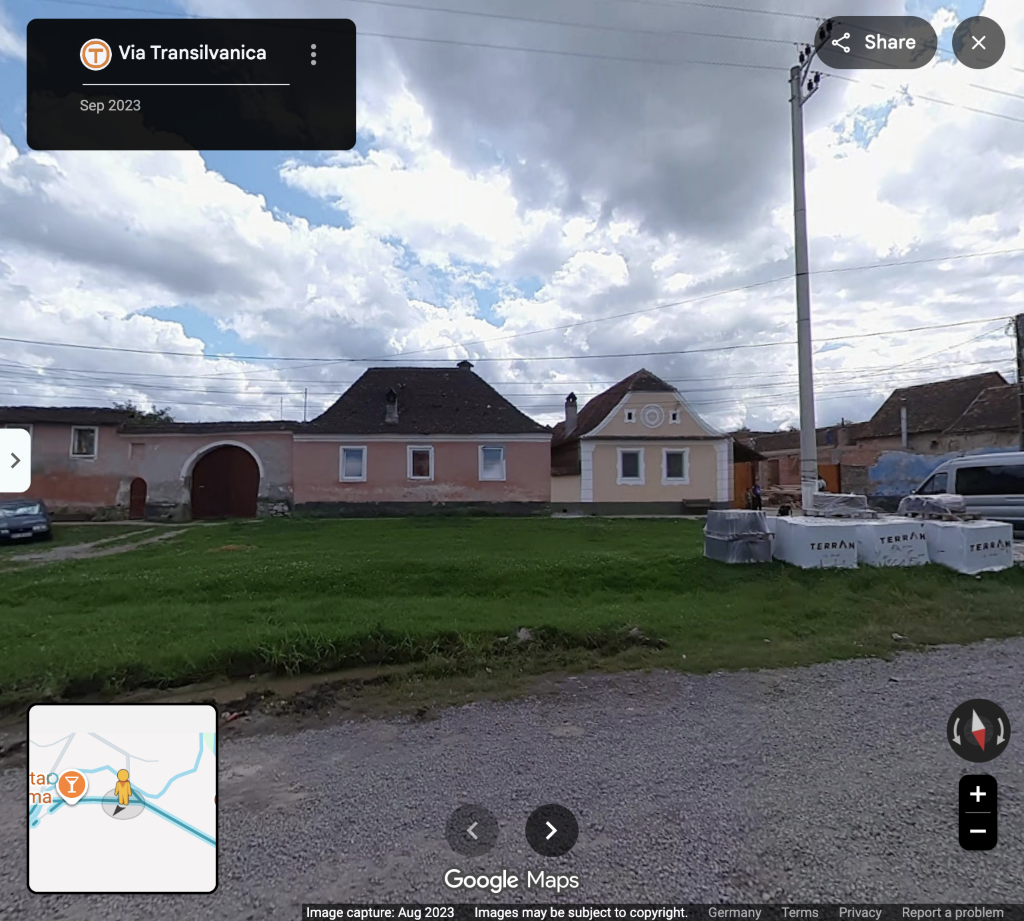 Via Transilvanica
Sep 2023
Share
TERRAN
TERRAN
TERRAN
Google Maps
Image capture: Aug 2023 Images may be subject to copyright. Germany Terms Privacy Report a problem